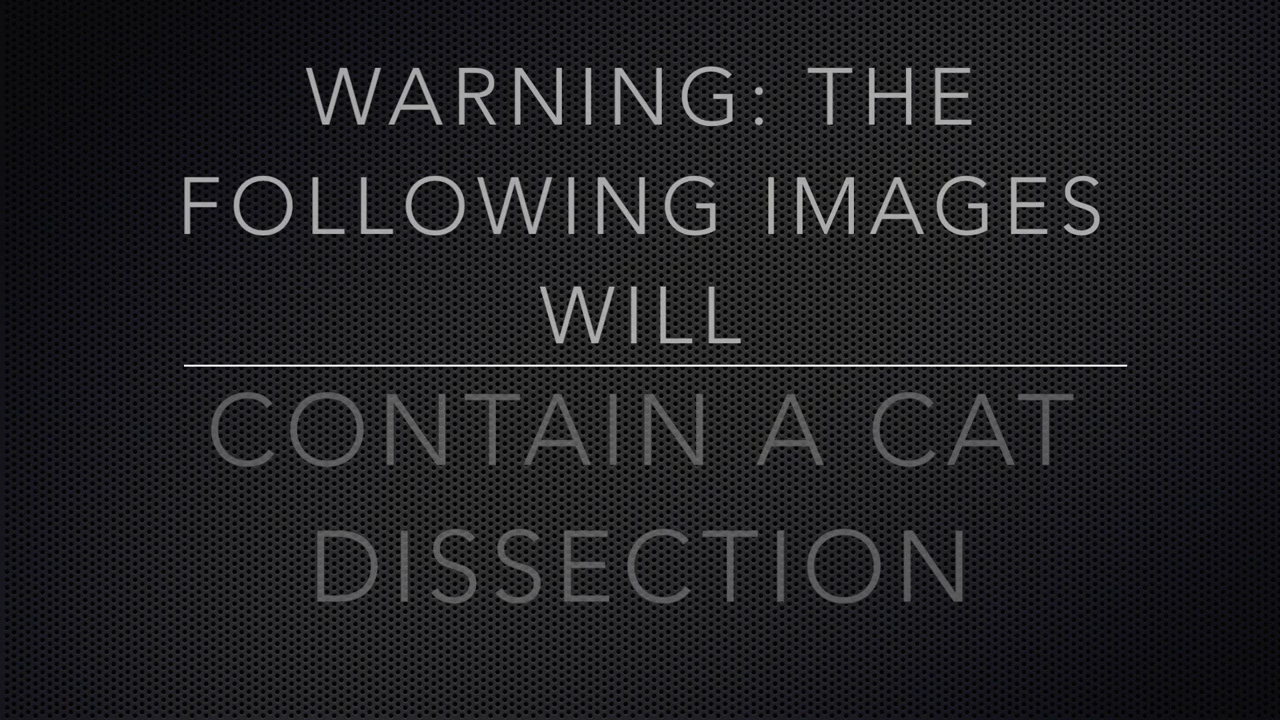 WARNING: THE
FOLLOWING IMAGES
WILL
CONTAIN A CAT
DISSECTION